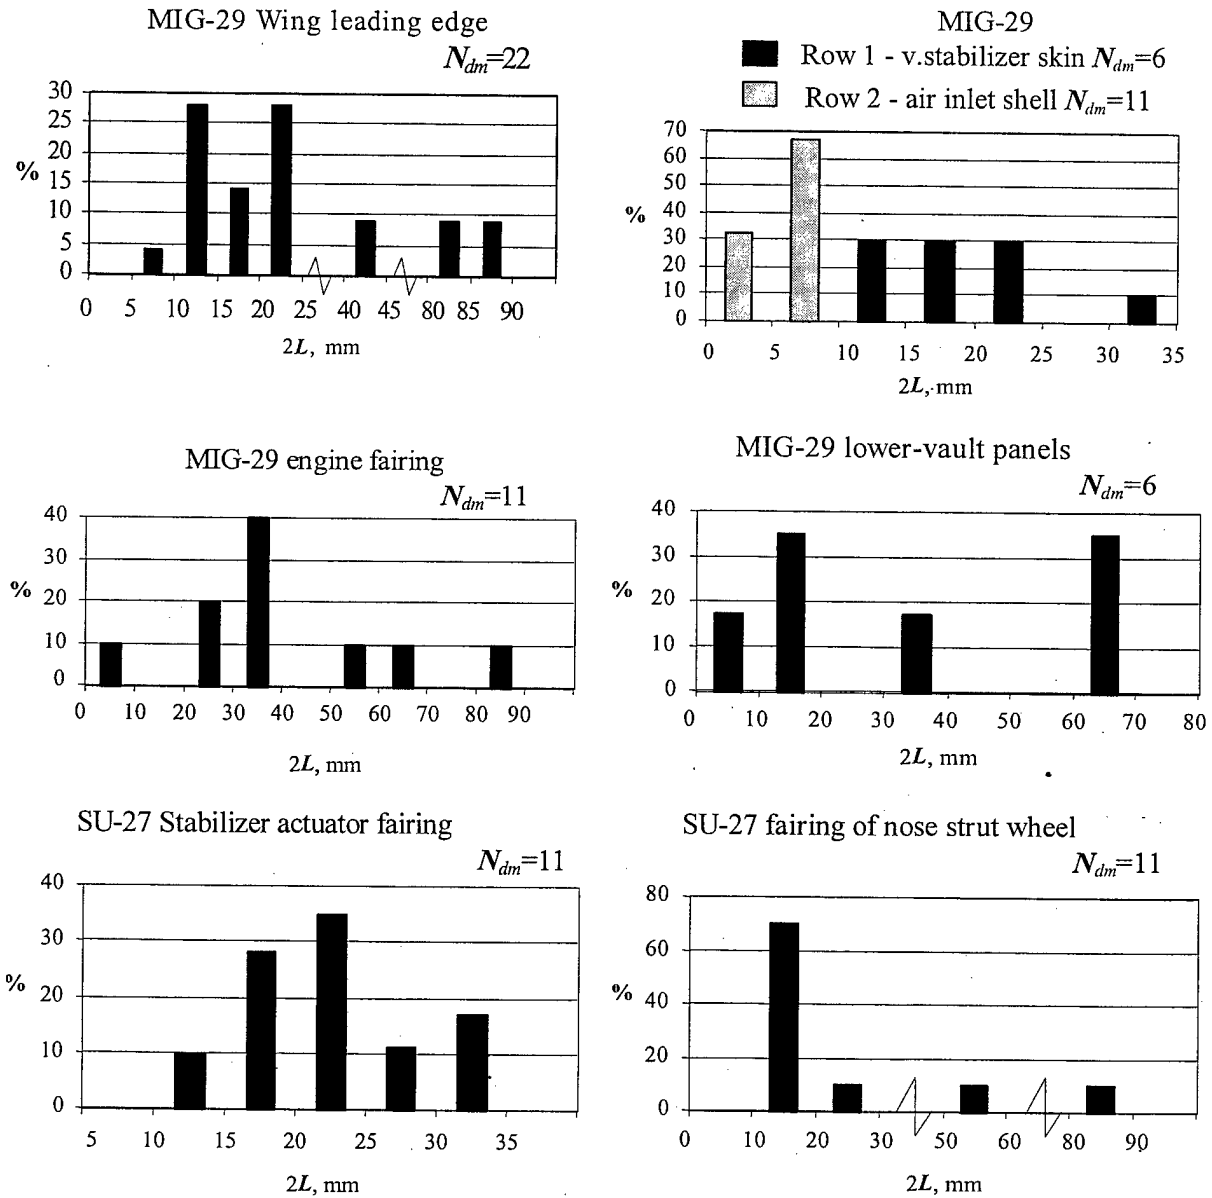 MIG-29 Wing leading edge
N_dm=22
30
25
20
15
10
5
0
%
0 5 10 15 20 25 40 45 80 85 90
2L, mm
MIG-29
Row 1 - v.stabilizer skin N_dm=6
Row 2 - air inlet shell N_dm=11
70
60
50
40
30
20
10
0
%
0 5 10 15 20 25 30 35
2L, mm
MIG-29 engine fairing
N_dm=11
40
30
20
10
0
%
0 10 20 30 40 50 60 70 80 90
2L, mm
MIG-29 lower-vault panels
N_dm=6
40
30
20
10
0
%
0 10 20 30 40 50 60 70 80
2L, mm
SU-27 Stabilizer actuator fairing
N_dm=11
40
30
20
10
0
%
5 10 15 20 25 30 35
2L, mm
SU-27 fairing of nose strut wheel
N_dm=11
80
60
40
20
0
%
0 10 20 30 50 60 80 90
2L, mm